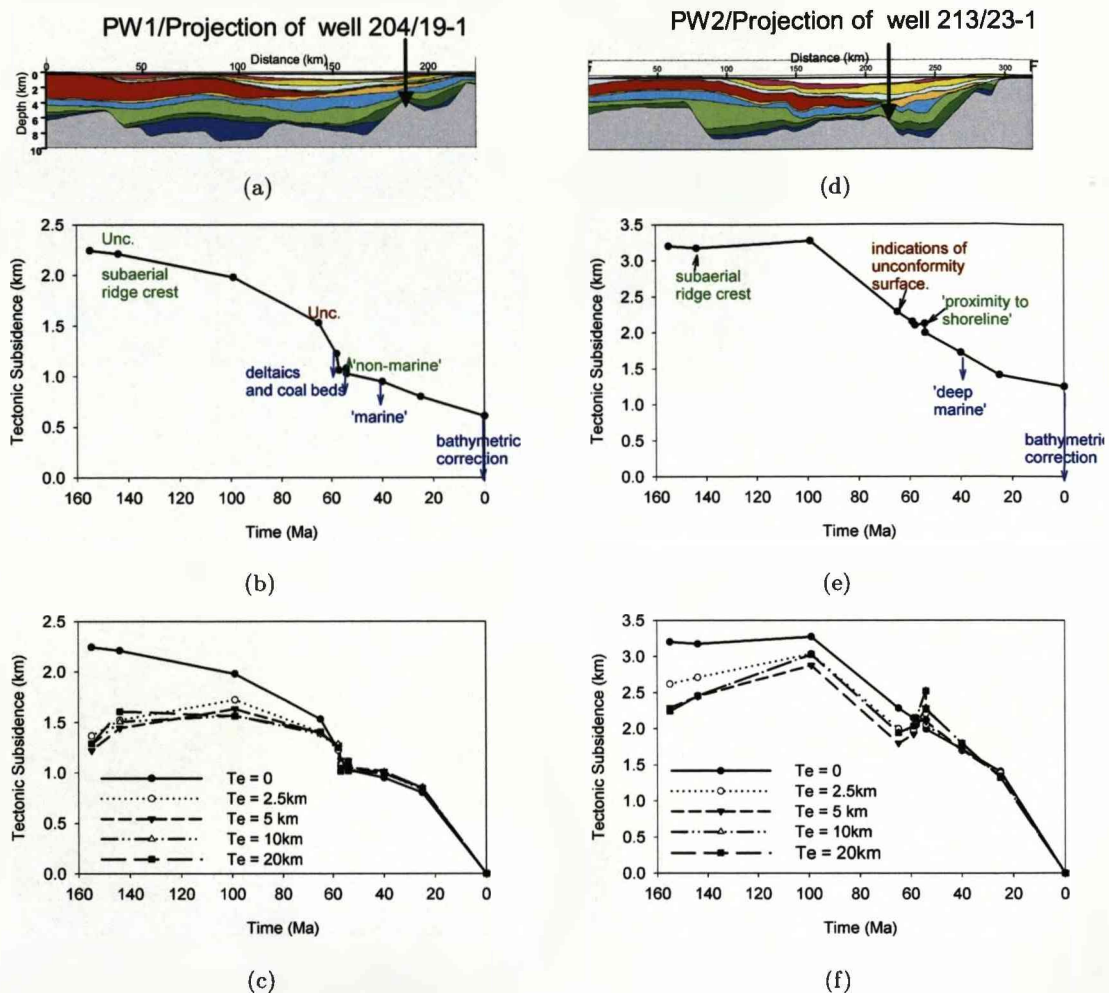 PW1/Projection of well 204/19-1
Distance (km)
50 100 150 200
Depth (km)
0
2
4
6
8
10
(a)
PW2/Projection of well 213/23-1
Distance (km)
50 100 150 200 250 300
F
(d)
Tectonic Subsidence (km)
2.5
2.0
1.5
1.0
0.5
0.0
Unc.
subaerial
ridge crest
Unc.
deltaics
and coal beds
'non-marine'
'marine'
bathymetric
correction
160 140 120 100 80 60 40 20 0
Time (Ma)
(b)
Tectonic Subsidence (km)
3.5
3.0
2.5
2.0
1.5
1.0
0.5
0.0
subaerial
ridge crest
indications of
unconformity
surface.
'proximity to
shoreline'
'deep
marine'
bathymetric
correction
160 140 120 100 80 60 40 20 0
Time (Ma)
(e)
Tectonic Subsidence (km)
2.5
2.0
1.5
1.0
0.5
0.0
Te = 0
Te = 2.5km
Te = 5 km
Te = 10km
Te = 20km
160 140 120 100 80 60 40 20 0
Time (Ma)
(c)
Tectonic Subsidence (km)
3.5
3.0
2.5
2.0
1.5
1.0
0.5
0.0
Te = 0
Te = 2.5km
Te = 5 km
Te = 10km
Te = 20km
160 140 120 100 80 60 40 20 0
Time (Ma)
(f)